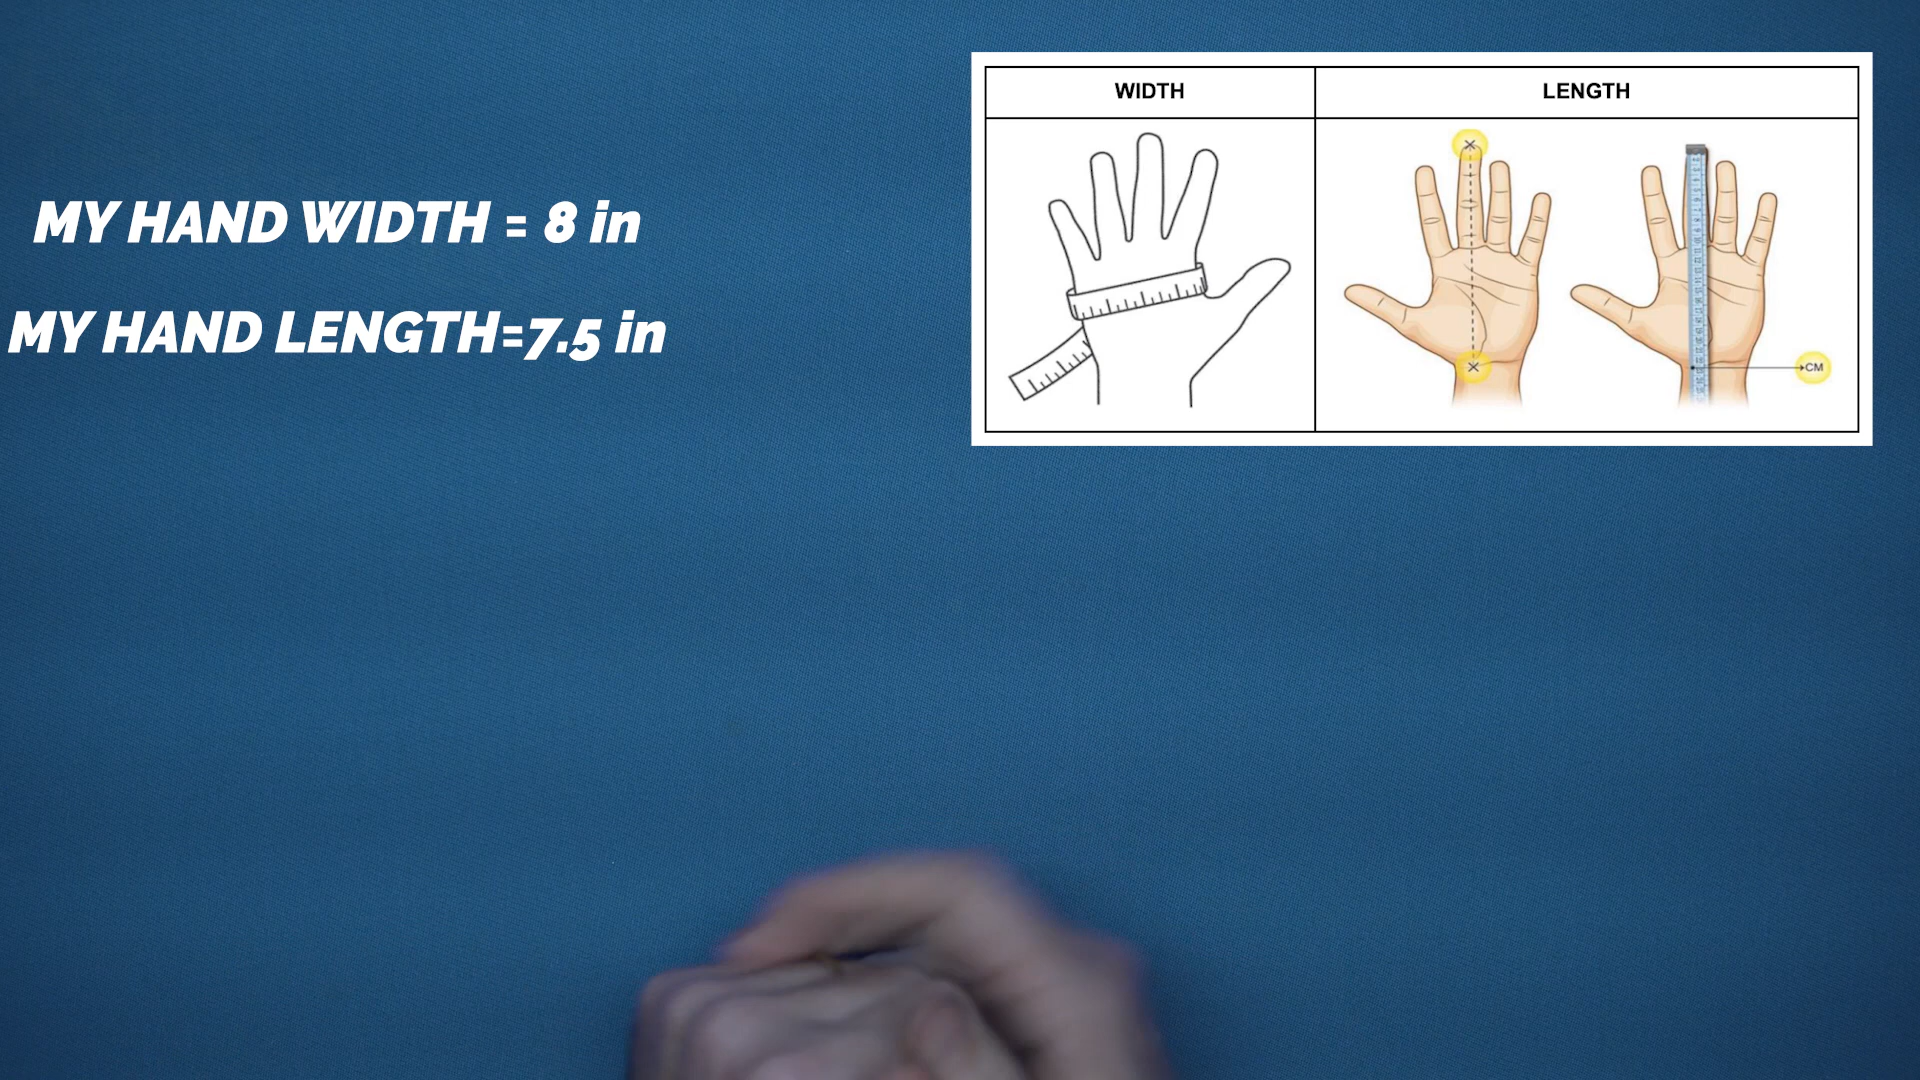 MY HAND WIDTH = 8 in
MY HAND LENGTH=7.5 in
WIDTH
LENGTH
CM